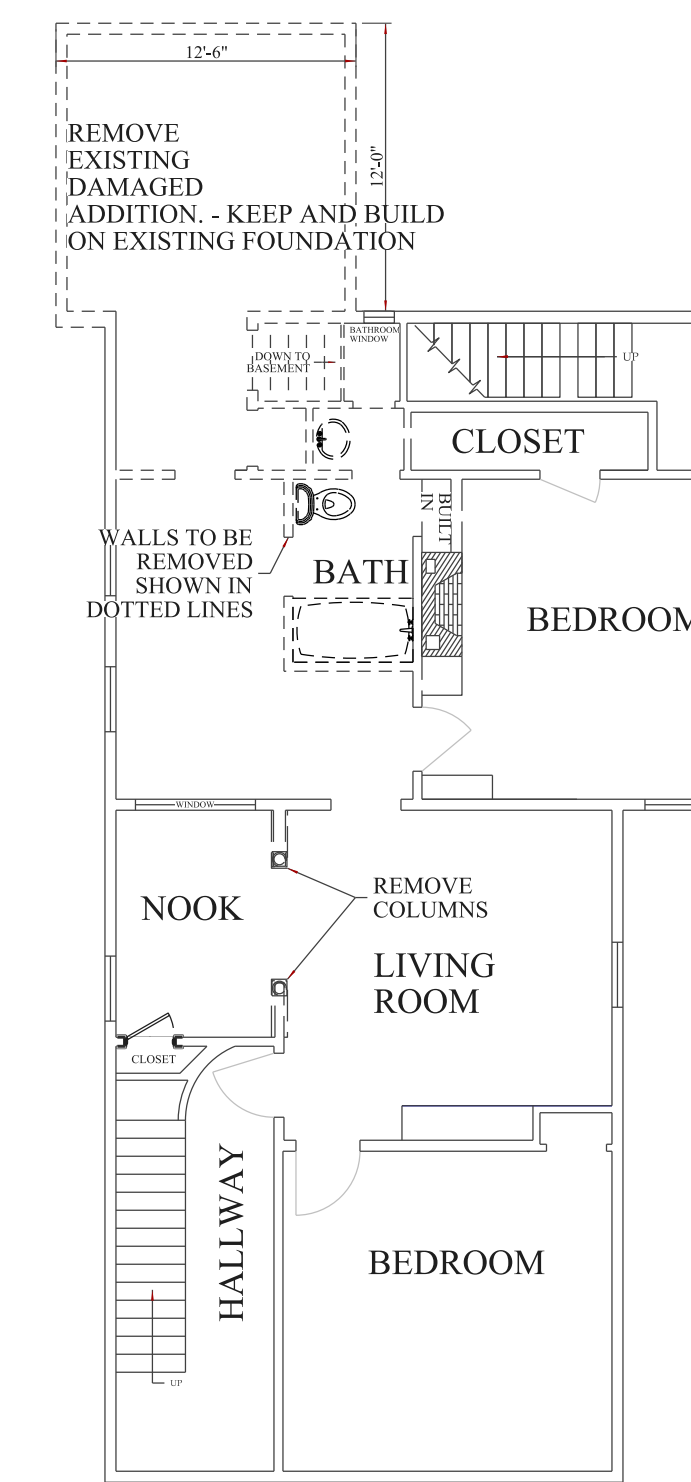 12'-6"
12'-0"
REMOVE
EXISTING
DAMAGED
ADDITION. - KEEP AND BUILD
ON EXISTING FOUNDATION
BATHROOM
WINDOW
DOWN TO
BASEMENT
UP
CLOSET
BUILT
IN
WALLS TO BE
REMOVED
SHOWN IN
DOTTED LINES
BATH
BEDROOM
WINDOW
NOOK
REMOVE
COLUMNS
LIVING
ROOM
CLOSET
HALLWAY
BEDROOM
UP